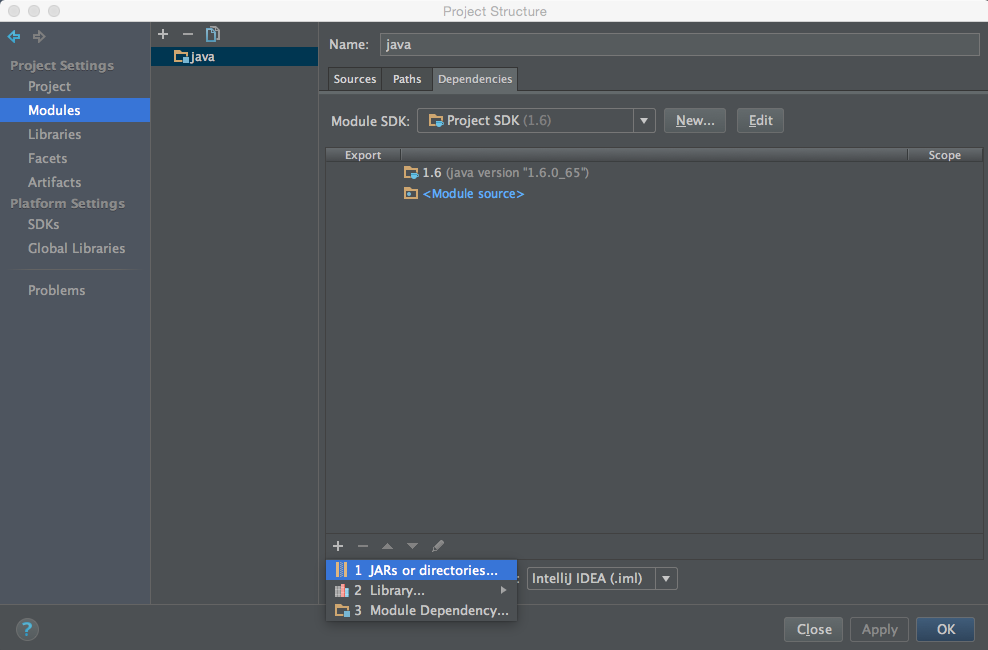 Project Structure
Project Settings
Project
Modules
Libraries
Facets
Artifacts
Platform Settings
SDKs
Global Libraries
Problems
java
Name: java
Sources Paths Dependencies
Module SDK: Project SDK (1.6) New... Edit
Export Scope
1.6 (java version "1.6.0_65")
<Module source>
1 JARs or directories...
2 Library...
3 Module Dependency...
: IntelliJ IDEA (.iml)
? Close Apply OK